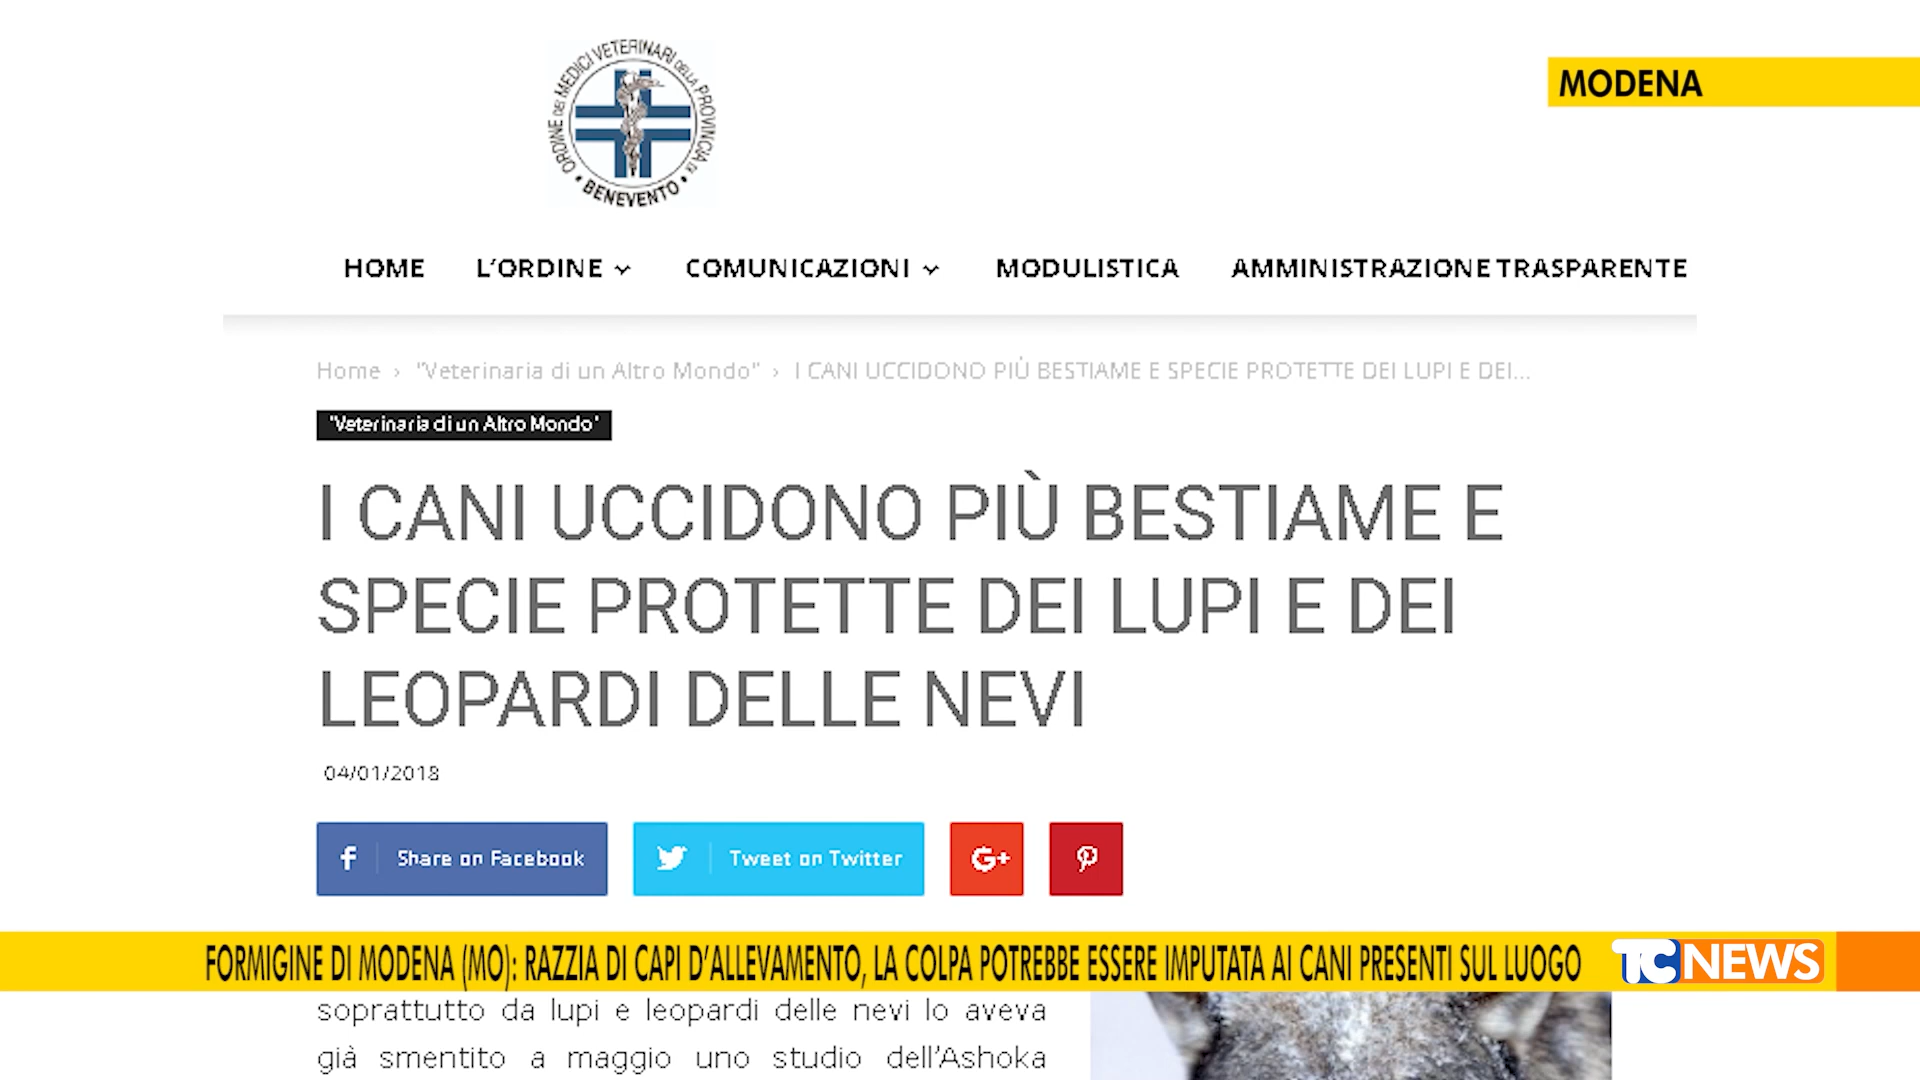 ORDINE DEI MEDICI VETERINARI DELLA PROVINCIA DI
• BENEVENTO •
MODENA
HOME L'ORDINE COMUNICAZIONI MODULISTICA AMMINISTRAZIONE TRASPARENTE
Home › "Veterinaria di un Altro Mondo" › I CANI UCCIDONO PIÙ BESTIAME E SPECIE PROTETTE DEI LUPI E DEI...
"Veterinaria di un Altro Mondo"
I CANI UCCIDONO PIÙ BESTIAME E
SPECIE PROTETTE DEI LUPI E DEI
LEOPARDI DELLE NEVI
04/01/2018
f Share on Facebook Tweet on Twitter G+
FORMIGINE DI MODENA (MO): RAZZIA DI CAPI D'ALLEVAMENTO, LA COLPA POTREBBE ESSERE IMPUTATA AI CANI PRESENTI SUL LUOGO TC NEWS
soprattutto da lupi e leopardi delle nevi lo aveva
già smentito a maggio uno studio dell'Ashoka